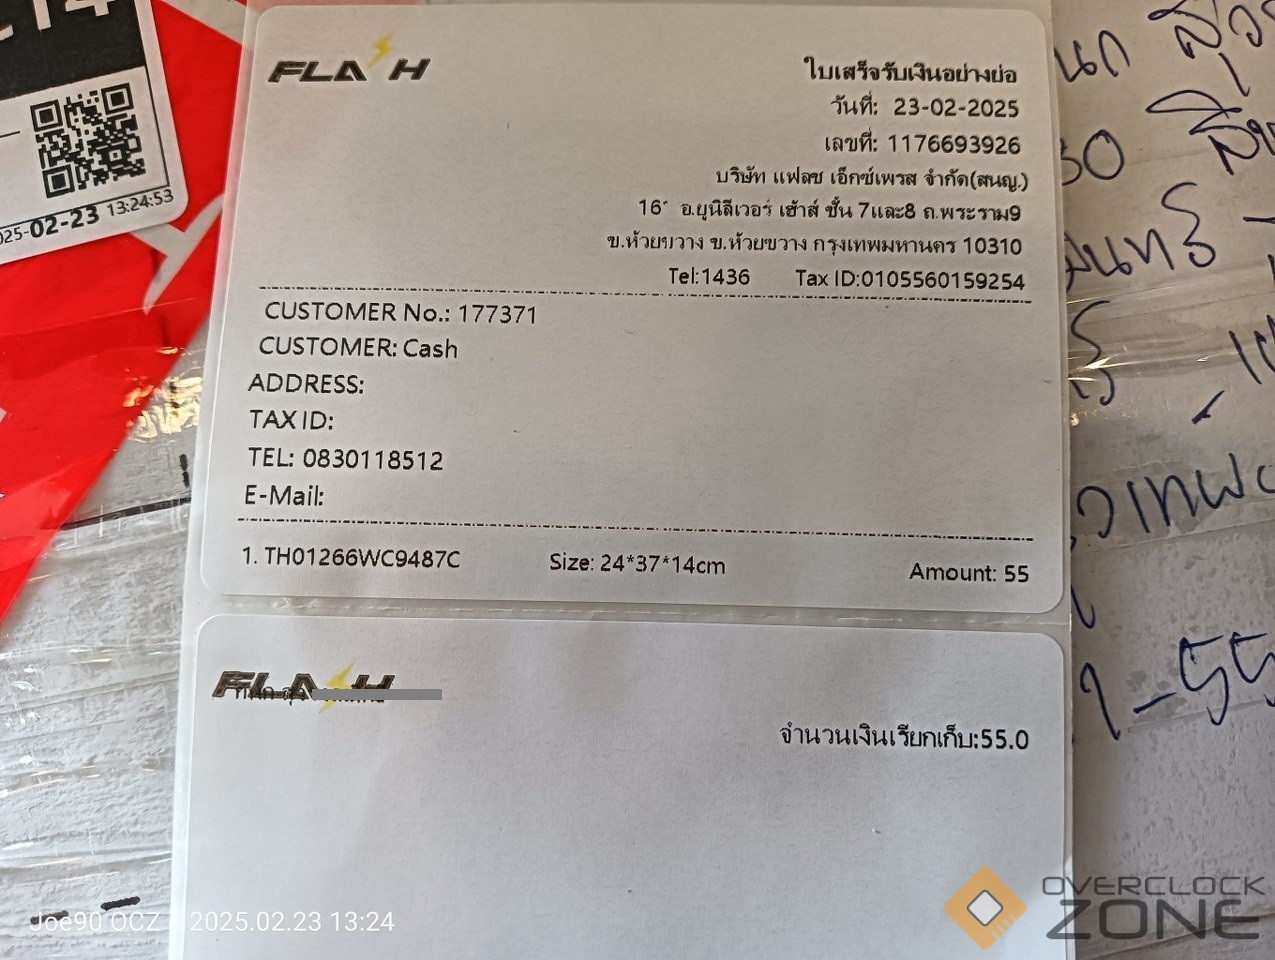 FLASH
ใบเสร็จรับเงินอย่างย่อ
วันที่: 23-02-2025
เลขที่: 1176693926
บริษัท แฟลช เอ็กซ์เพรส จำกัด(สนญ.)
16 อ.ยูนิลีเวอร์ เฮ้าส์ ชั้น 7และ8 ถ.พระราม9
ข.ห้วยขวาง ข.ห้วยขวาง กรุงเทพมหานคร 10310
Tel:1436 Tax ID:0105560159254
CUSTOMER No.: 177371
CUSTOMER: Cash
ADDRESS:
TAX ID:
TEL: 0830118512
E-Mail:
1. TH01266WC9487C Size: 24*37*14cm Amount: 55
FLASH
จำนวนเงินเรียกเก็บ:55.0
02-23 13:24:53
Joe90 OCZ 2025.02.23 13:24
OVERCLOCK
ZONE